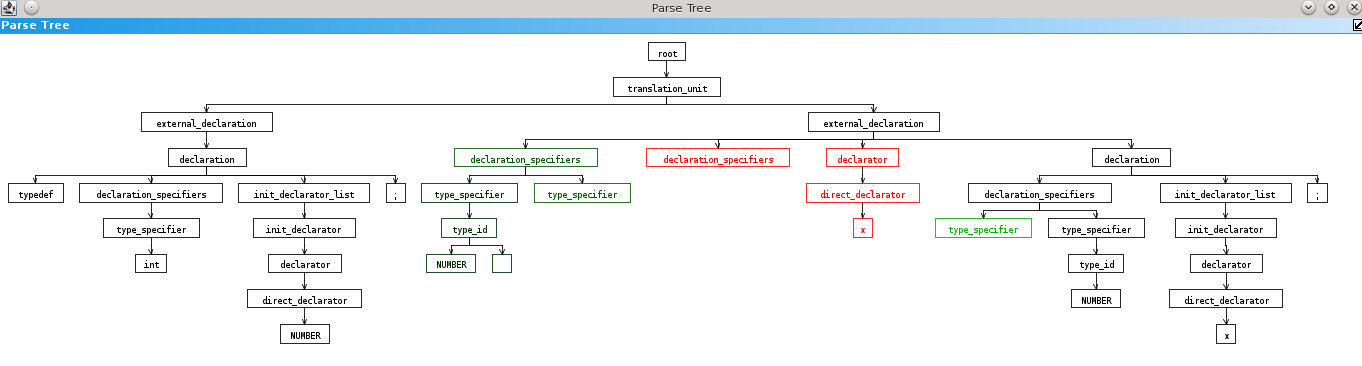 Parse Tree
Parse Tree
root
translation_unit
external_declaration external_declaration
declaration declaration_specifiers declaration_specifiers declarator declaration
typedef declaration_specifiers init_declarator_list ; type_specifier type_specifier direct_declarator declaration_specifiers init_declarator_list ;
type_specifier init_declarator type_id x type_specifier type_specifier init_declarator
int declarator NUMBER type_id declarator
direct_declarator NUMBER direct_declarator
NUMBER x